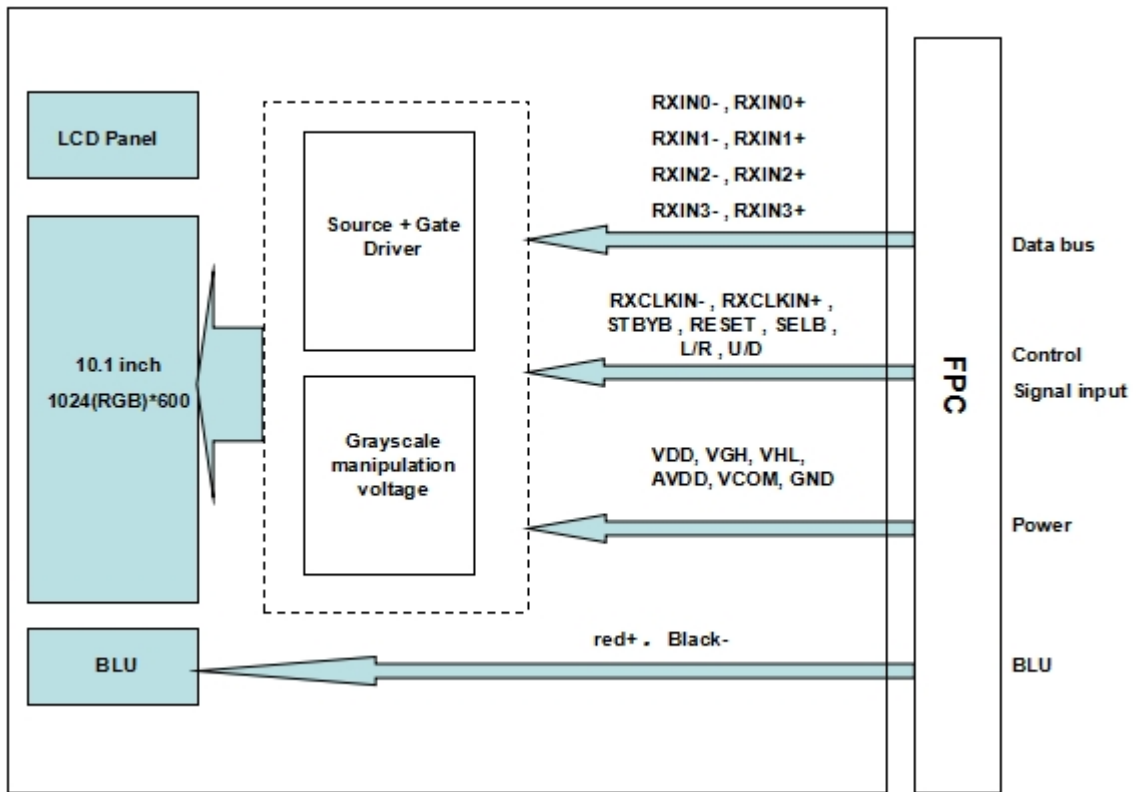 LCD Panel
10.1 inch
1024(RGB)*600
BLU
Source + Gate
Driver
Grayscale
manipulation
voltage
RXIN0- , RXIN0+
RXIN1- , RXIN1+
RXIN2- , RXIN2+
RXIN3- , RXIN3+
RXCLKIN- , RXCLKIN+ ,
STBYB , RESET , SELB ,
L/R , U/D
VDD, VGH, VHL,
AVDD, VCOM, GND
red+ . Black-
FPC
Data bus
Control
Signal input
Power
BLU